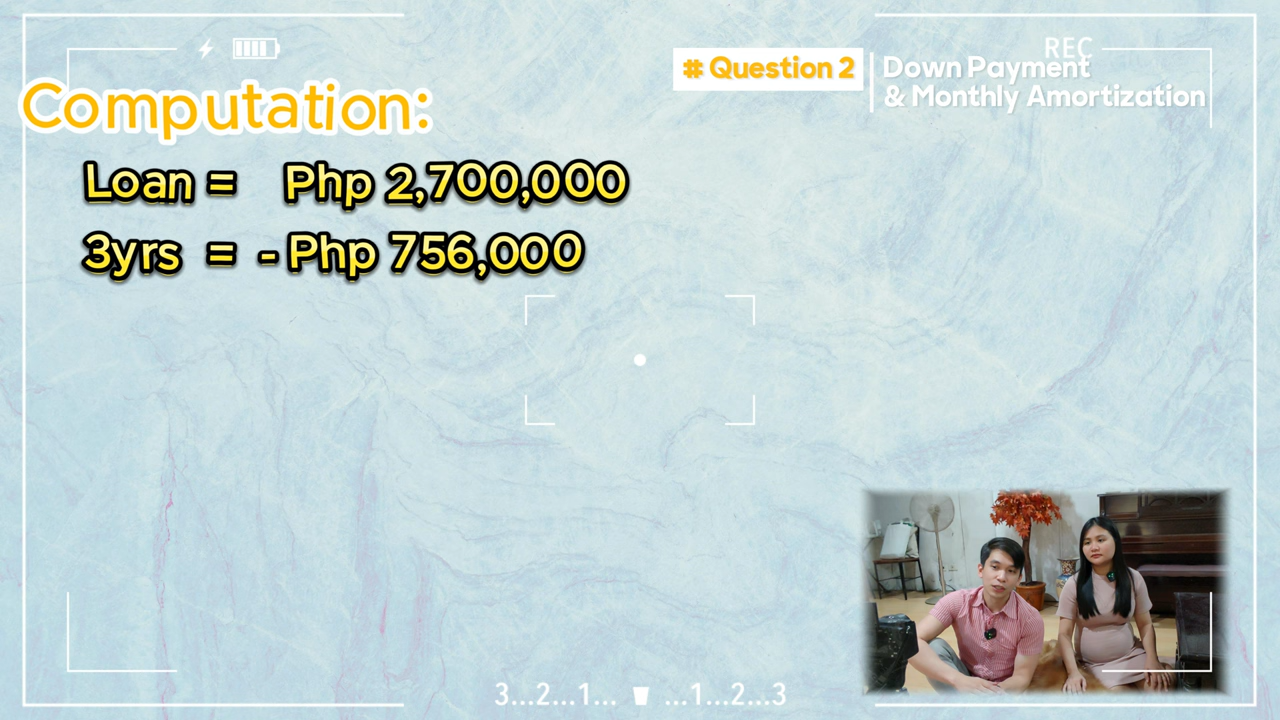 REC
# Question 2
Down Payment
& Monthly Amortization
Computation:
Loan = Php 2,700,000
3yrs = - Php 756,000
3...2...1... ...1...2...3